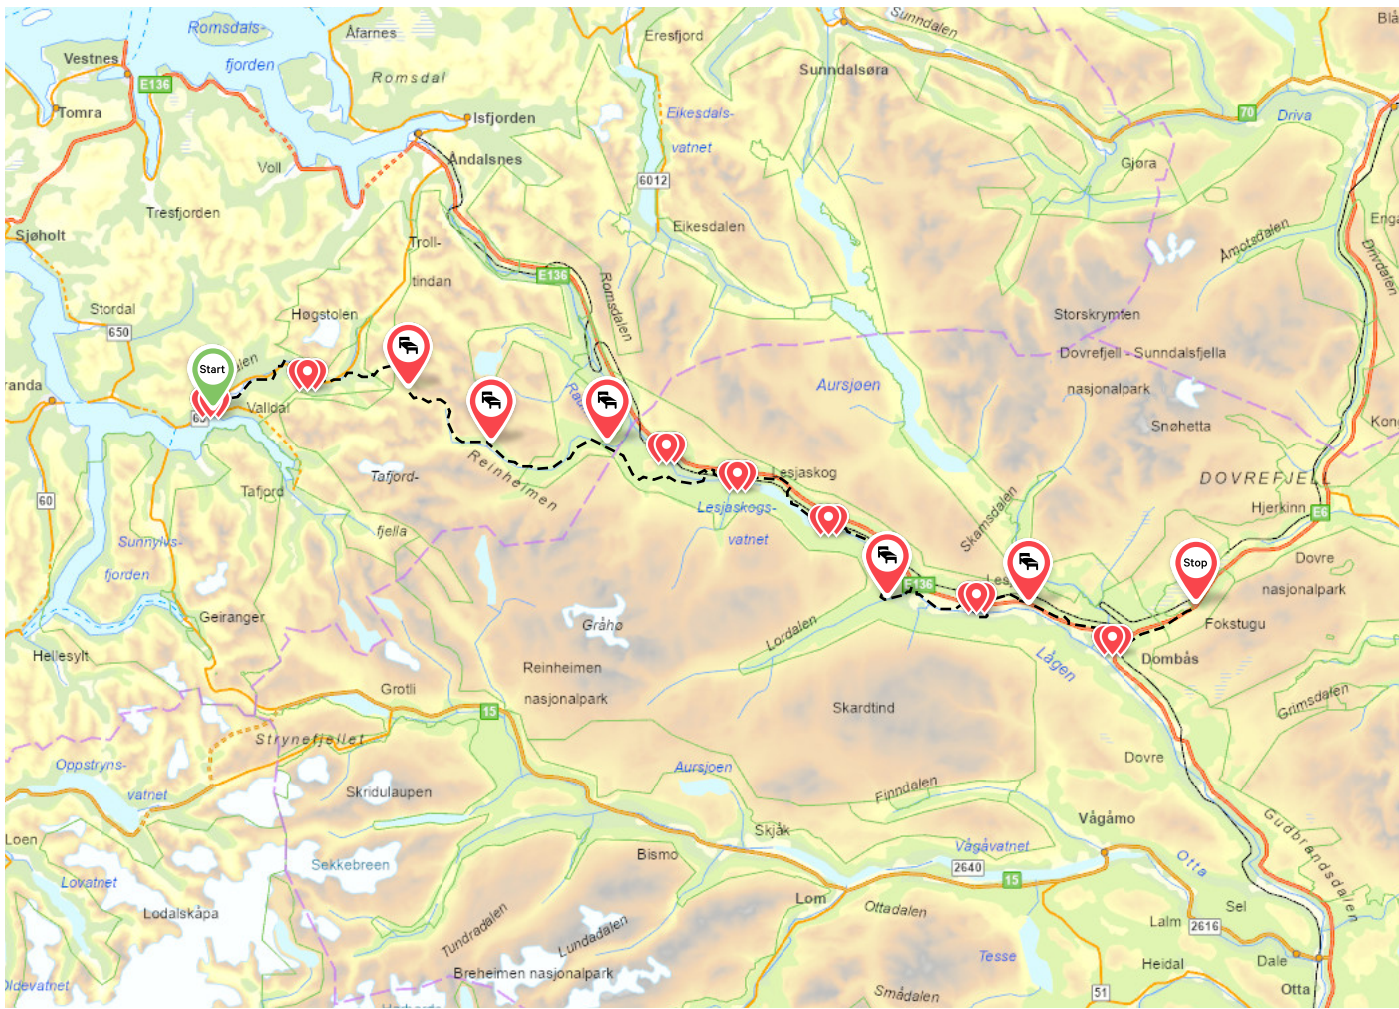 Romsdals-
fjorden
Åfarnes
Eresfjord
Sunndalen
Vestnes
E136
Romsdal
Sunndalsøra
Tomra
Isfjorden
Eikesdals-
vatnet
70
Driva
Voll
Åndalsnes
6012
Gjøra
Tresfjorden
Sjøholt
Eikesdalen
Troll-
tindan
E136
Romsdalen
Åmotsdalen
Drivdalen
Stordal
Høgstolen
650
Storskrymten
Dovrefjell - Sunndalsfjella
nasjonalpark
Start
Aursjøen
Valldal
Snøhetta
Reinheimen
Tafjord-
fjella
Lesjaskog
DOVREFJELL
Tafjord
60
Lesjaskogs-
vatnet
Hjerkinn
E6
Skamsdalen
Sunnylvs-
fjorden
E136
Stop
Dovre
nasjonalpark
Geiranger
Gråhø
Lordalen
Fokstugu
Hellesylt
Lågen
Dombås
Reinheimen
nasjonalpark
Grotli
15
Skardtind
Grimsdalen
Strynefjellet
Oppstryns-
vatnet
Dovre
Aursjoen
Skridulaupen
Finndalen
Vågåmo
Gudbrandsdalen
Loen
Skjåk
Bismo
Vågåvatnet
2640
15
Otta
Sekkebreen
Lovatnet
Lom
Ottadalen
Sel
Lodalskåpa
Lalm
2616
Tundradalen
Lundadalen
Tesse
Heidal
Dale
Breheimen nasjonalpark
51
Smådalen
Otta